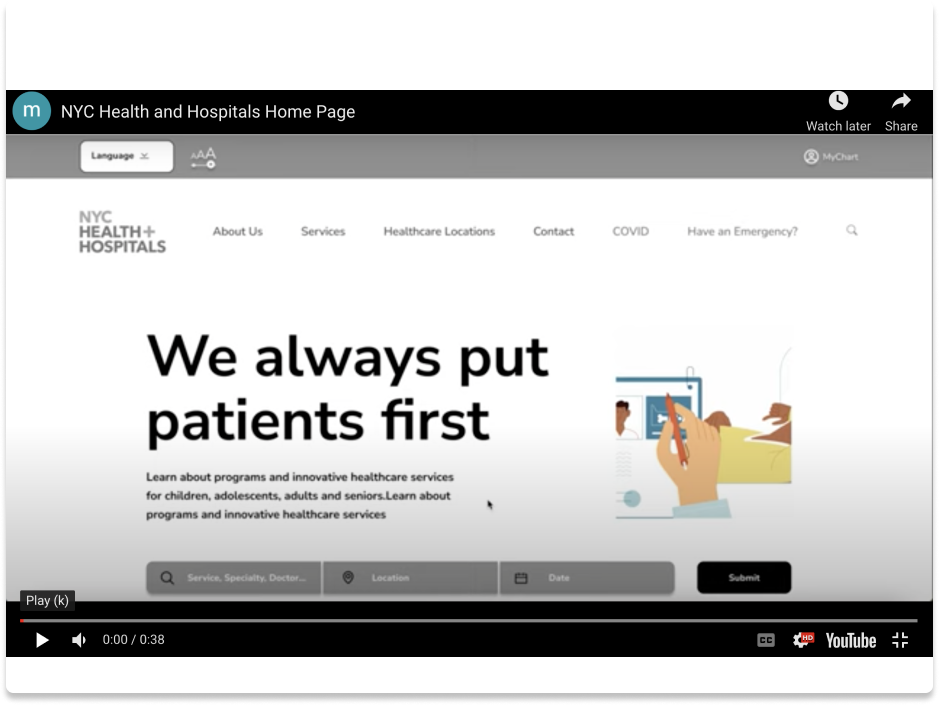 m
NYC Health and Hospitals Home Page
Watch later
Share
Language
AAA
MyChart
NYC
HEALTH+
HOSPITALS
About Us
Services
Healthcare Locations
Contact
COVID
Have an Emergency?
We always put
patients first
Learn about programs and innovative healthcare services
for children, adolescents, adults and seniors.Learn about
programs and innovative healthcare services
Service, Specialty, Doctor...
Location
Date
Submit
Play (k)
0:00 / 0:38
CC
HD
YouTube